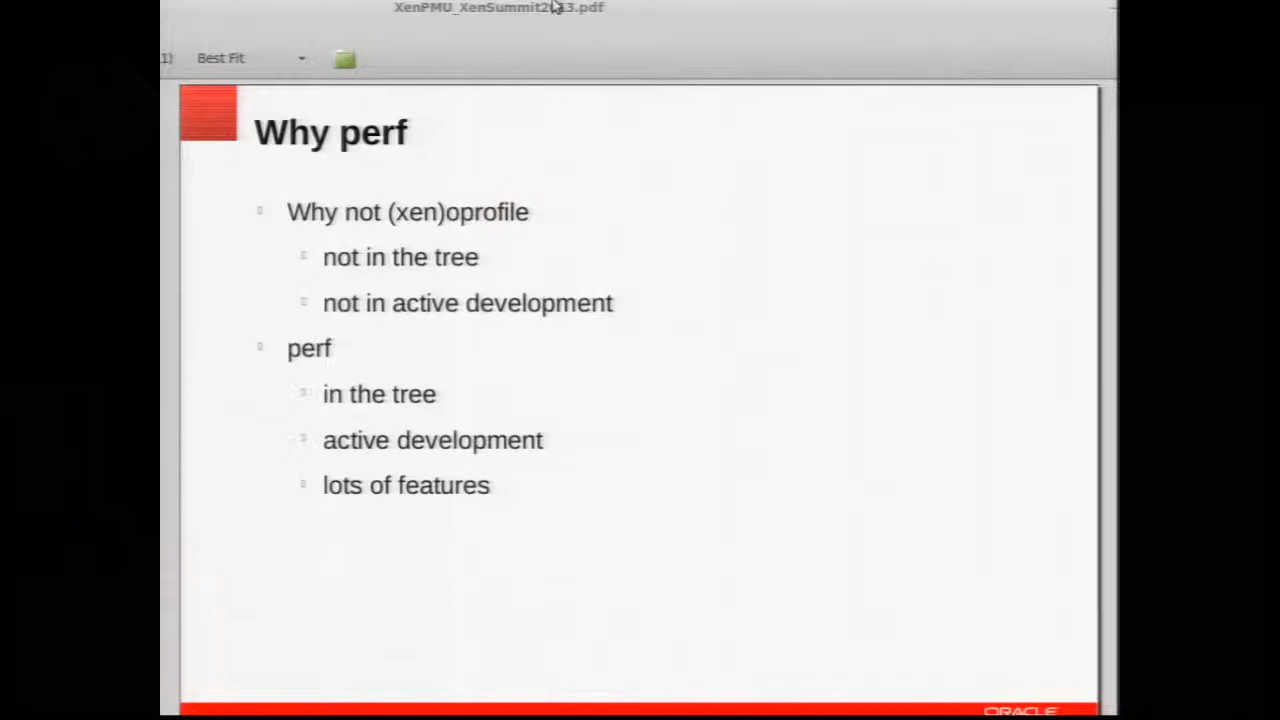 XenPMU_XenSummit2013.pdf
1)
Best Fit
Why perf
Why not (xen)oprofile
not in the tree
not in active development
perf
in the tree
active development
lots of features
ORACLE